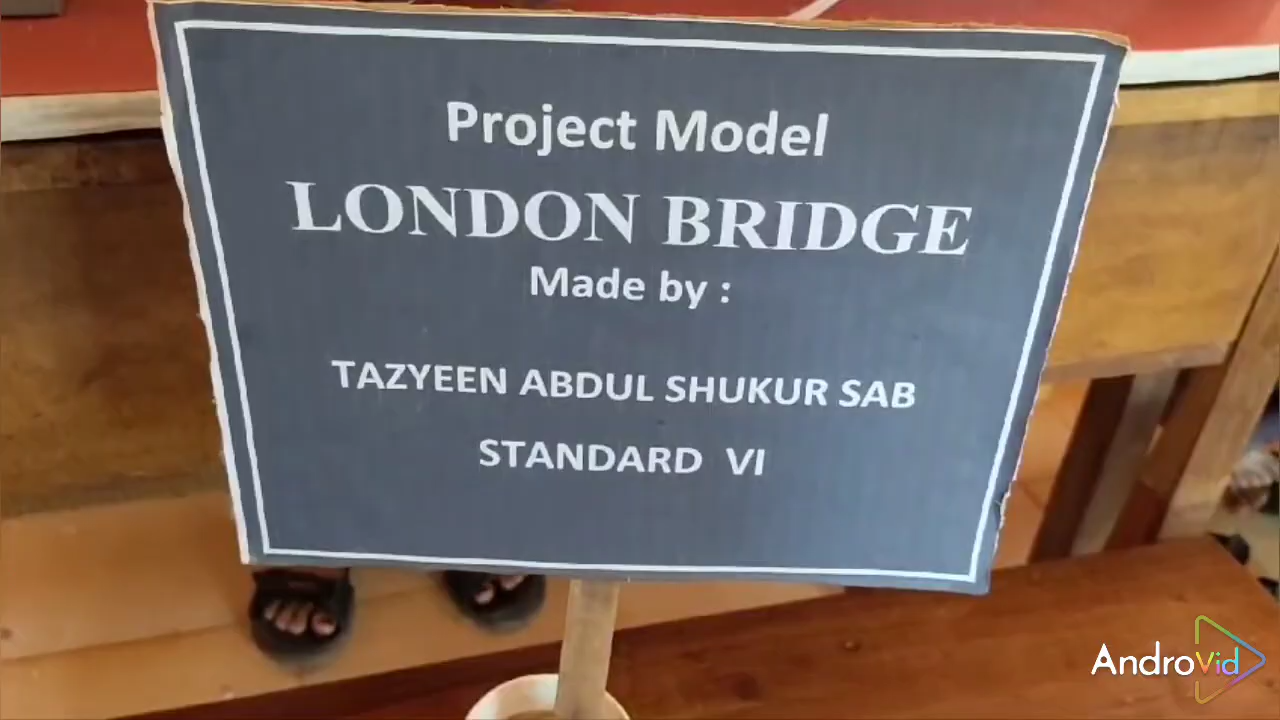 Project Model
LONDON BRIDGE
Made by :
TAZYEEN ABDUL SHUKUR SAB
STANDARD VI
AndroVid